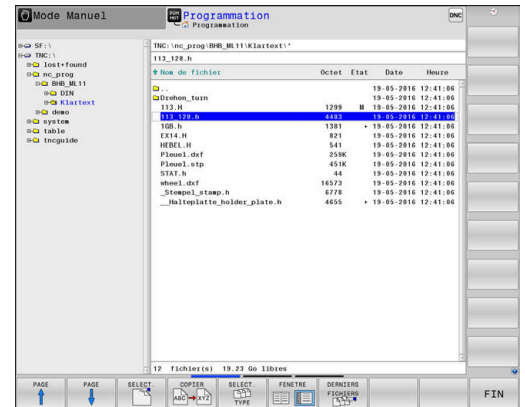 Mode Manuel
PGM MGT Programmation
Programmation
DNC
SF:\
TNC:\
lost+found
nc_prog
BHB_ML11
DIN
Klartext
demo
system
table
tncguide
TNC:\nc_prog\BHB_ML11\Klartext\*
113_128.h
Nom de fichier Octet Etat Date Heure
.. 19-05-2016 12:41:06
Drehen_turn 19-05-2016 12:41:06
113.H 1299 M 19-05-2016 12:41:06
113_128.h 4483 19-05-2016 12:41:06
1GB.h 1381 + 19-05-2016 12:41:06
EX14.H 821 19-05-2016 12:41:06
HEBEL.H 541 19-05-2016 12:41:06
Pleuel.dxf 259K 19-05-2016 12:41:06
Pleuel.stp 451K 19-05-2016 12:41:06
STAT.h 44 19-05-2016 12:41:06
wheel.dxf 16573 19-05-2016 12:41:06
_Stempel_stamp.h 6778 19-05-2016 12:41:06
__Halteplatte_holder_plate.h 4655 + 19-05-2016 12:41:06
12 fichier(s) 19.23 Go libres
PAGE
PAGE
SELECT.
COPIER
ABC XYZ
SELECT.
TYPE
FENETRE
DERNIERS
FICHIERS
FIN